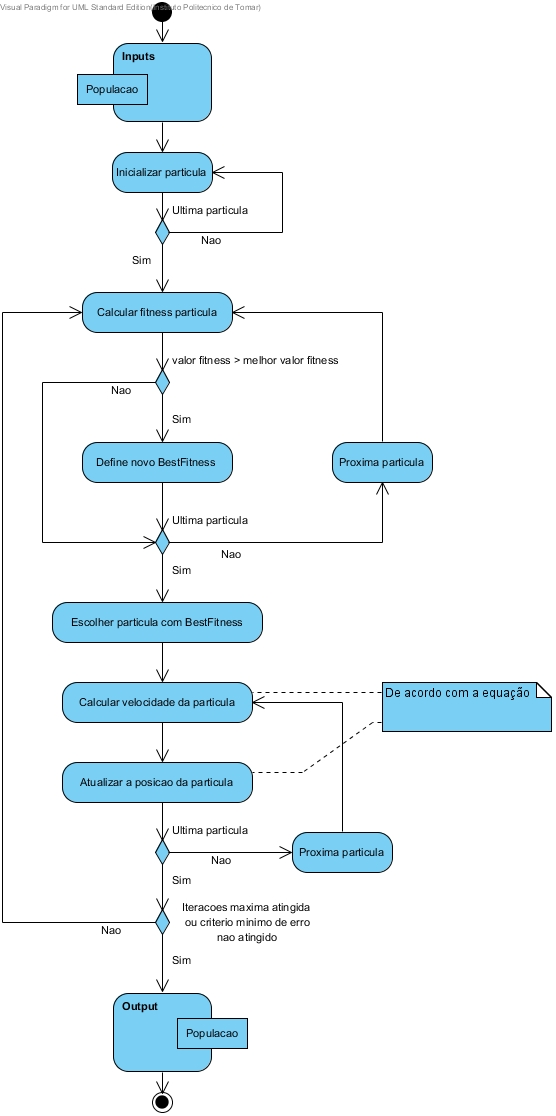 Visual Paradigm for UML Standard Edition(Instituto Politecnico de Tomar)
Inputs
Populacao
Inicializar particula
Ultima particula
Nao
Sim
Calcular fitness particula
valor fitness > melhor valor fitness
Nao
Sim
Define novo BestFitness
Proxima particula
Ultima particula
Nao
Sim
Escolher particula com BestFitness
Calcular velocidade da particula
De acordo com a equação
Atualizar a posicao da particula
Ultima particula
Nao
Proxima particula
Sim
Iteracoes maxima atingida
ou criterio minimo de erro
nao atingido
Nao
Sim
Output
Populacao